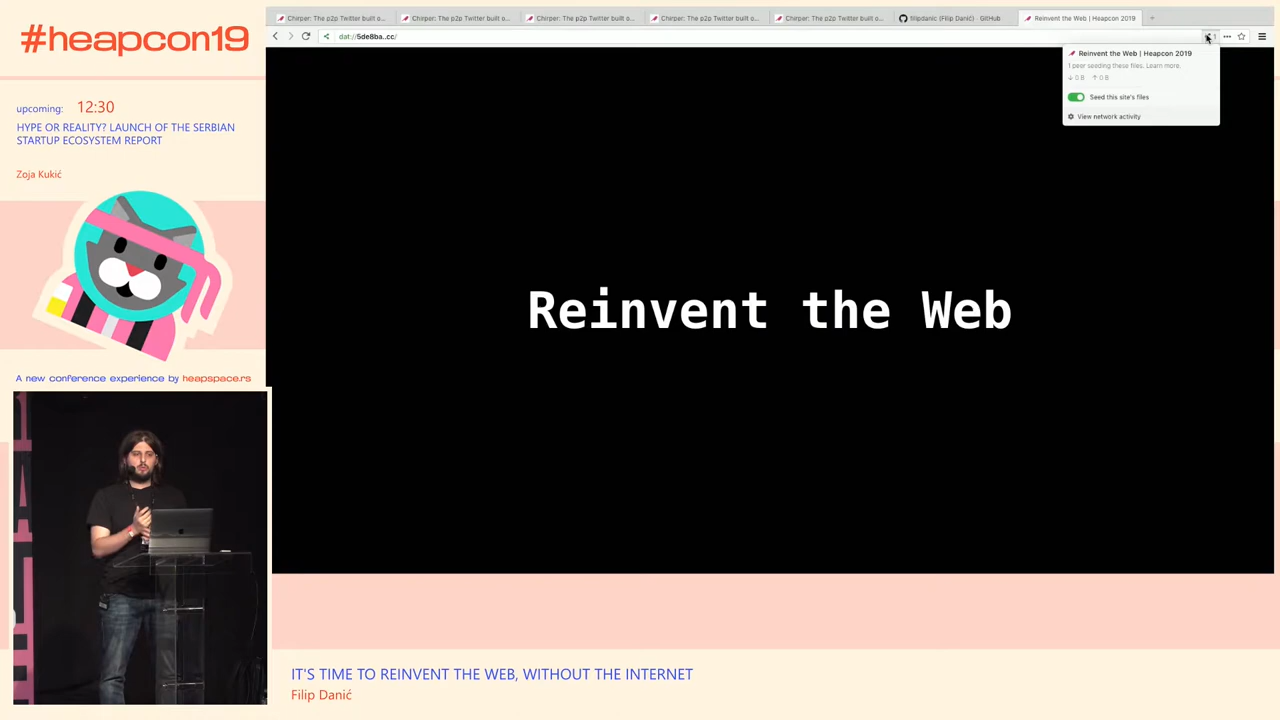 #heapcon19
upcoming: 12:30
HYPE OR REALITY? LAUNCH OF THE SERBIAN
STARTUP ECOSYSTEM REPORT
Zoja Kukić
A new conference experience by heapspace.rs
Chirper: The p2p Twitter built o...
Chirper: The p2p Twitter built o...
Chirper: The p2p Twitter built o...
Chirper: The p2p Twitter built o...
Chirper: The p2p Twitter built o...
filipdanic (Filip Danić) · GitHub
Reinvent the Web | Heapcon 2019
dat://5de8ba..cc/
1
Reinvent the Web | Heapcon 2019
1 peer seeding these files. Learn more.
↓ 0 B ↑ 0 B
Seed this site's files
View network activity
Reinvent the Web
IT'S TIME TO REINVENT THE WEB, WITHOUT THE INTERNET
Filip Danić